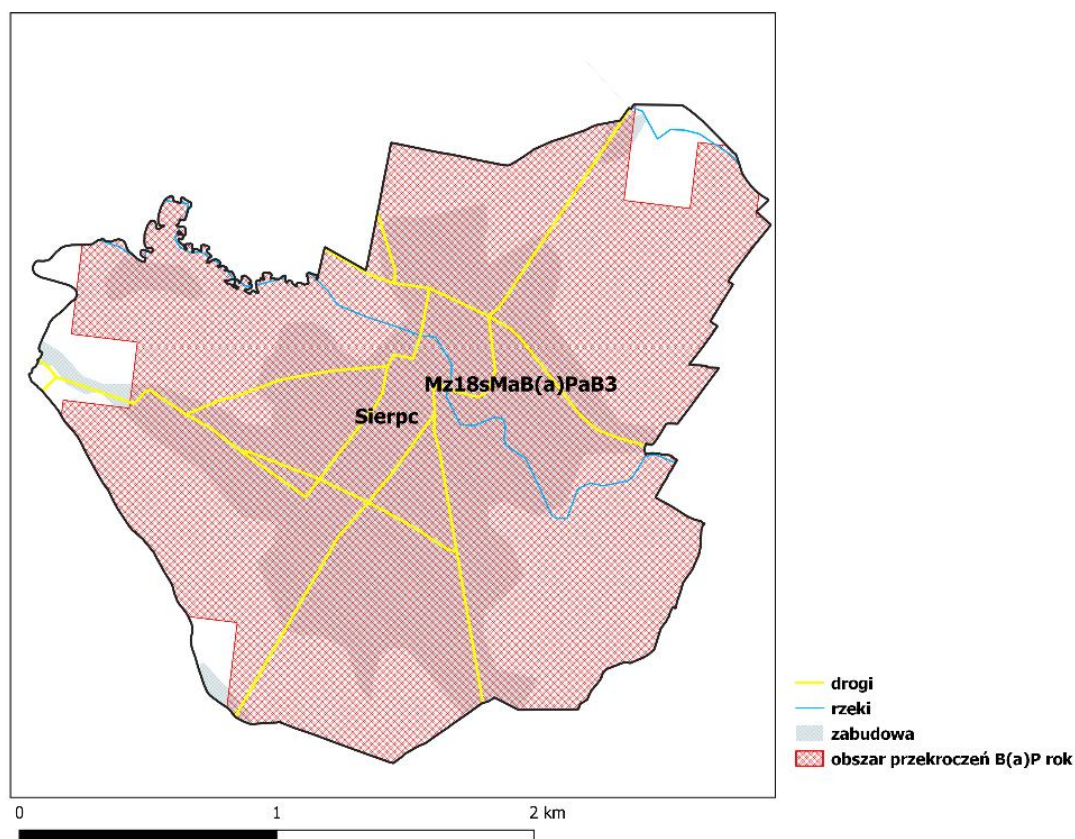 Mz18sMaB(a)PaB3
Sierpc
drogi
rzeki
zabudowa
obszar przekroczeń B(a)P rok
0 1 2 km